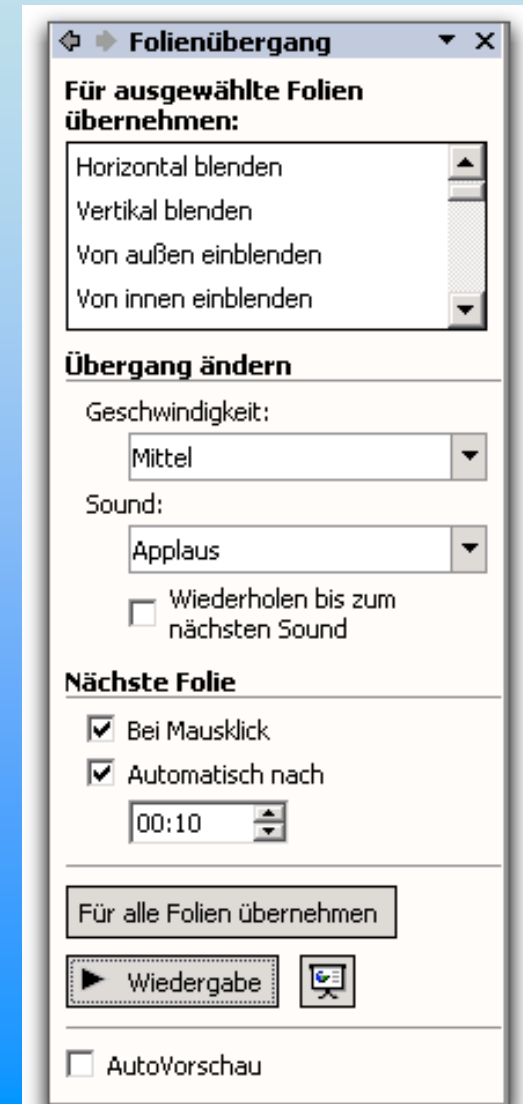 Folienübergang
Für ausgewählte Folien
übernehmen:
Horizontal blenden
Vertikal blenden
Von außen einblenden
Von innen einblenden
Übergang ändern
Geschwindigkeit:
Mittel
Sound:
Applaus
Wiederholen bis zum
nächsten Sound
Nächste Folie
Bei Mausklick
Automatisch nach
00:10
Für alle Folien übernehmen
Wiedergabe
AutoVorschau